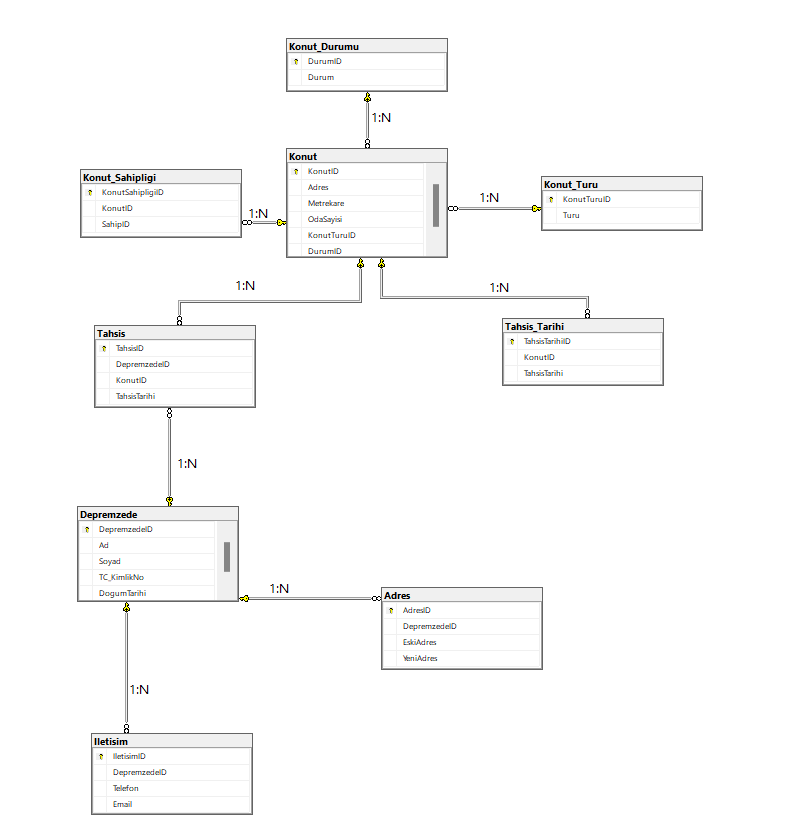 Konut_Durumu
DurumID
Durum
1:N
Konut
KonutID
Adres
Metrekare
OdaSayisi
KonutTuruID
DurumID
Konut_Sahipligi
KonutSahipligiID
KonutID
SahipID
1:N
1:N
Konut_Turu
KonutTuruID
Turu
1:N
1:N
Tahsis
TahsisID
DepremzedeID
KonutID
TahsisTarihi
Tahsis_Tarihi
TahsisTarihiID
KonutID
TahsisTarihi
1:N
Depremzede
DepremzedeID
Ad
Soyad
TC_KimlikNo
DogumTarihi
1:N
Adres
AdresID
DepremzedeID
EskiAdres
YeniAdres
1:N
Iletisim
IletisimID
DepremzedeID
Telefon
Email